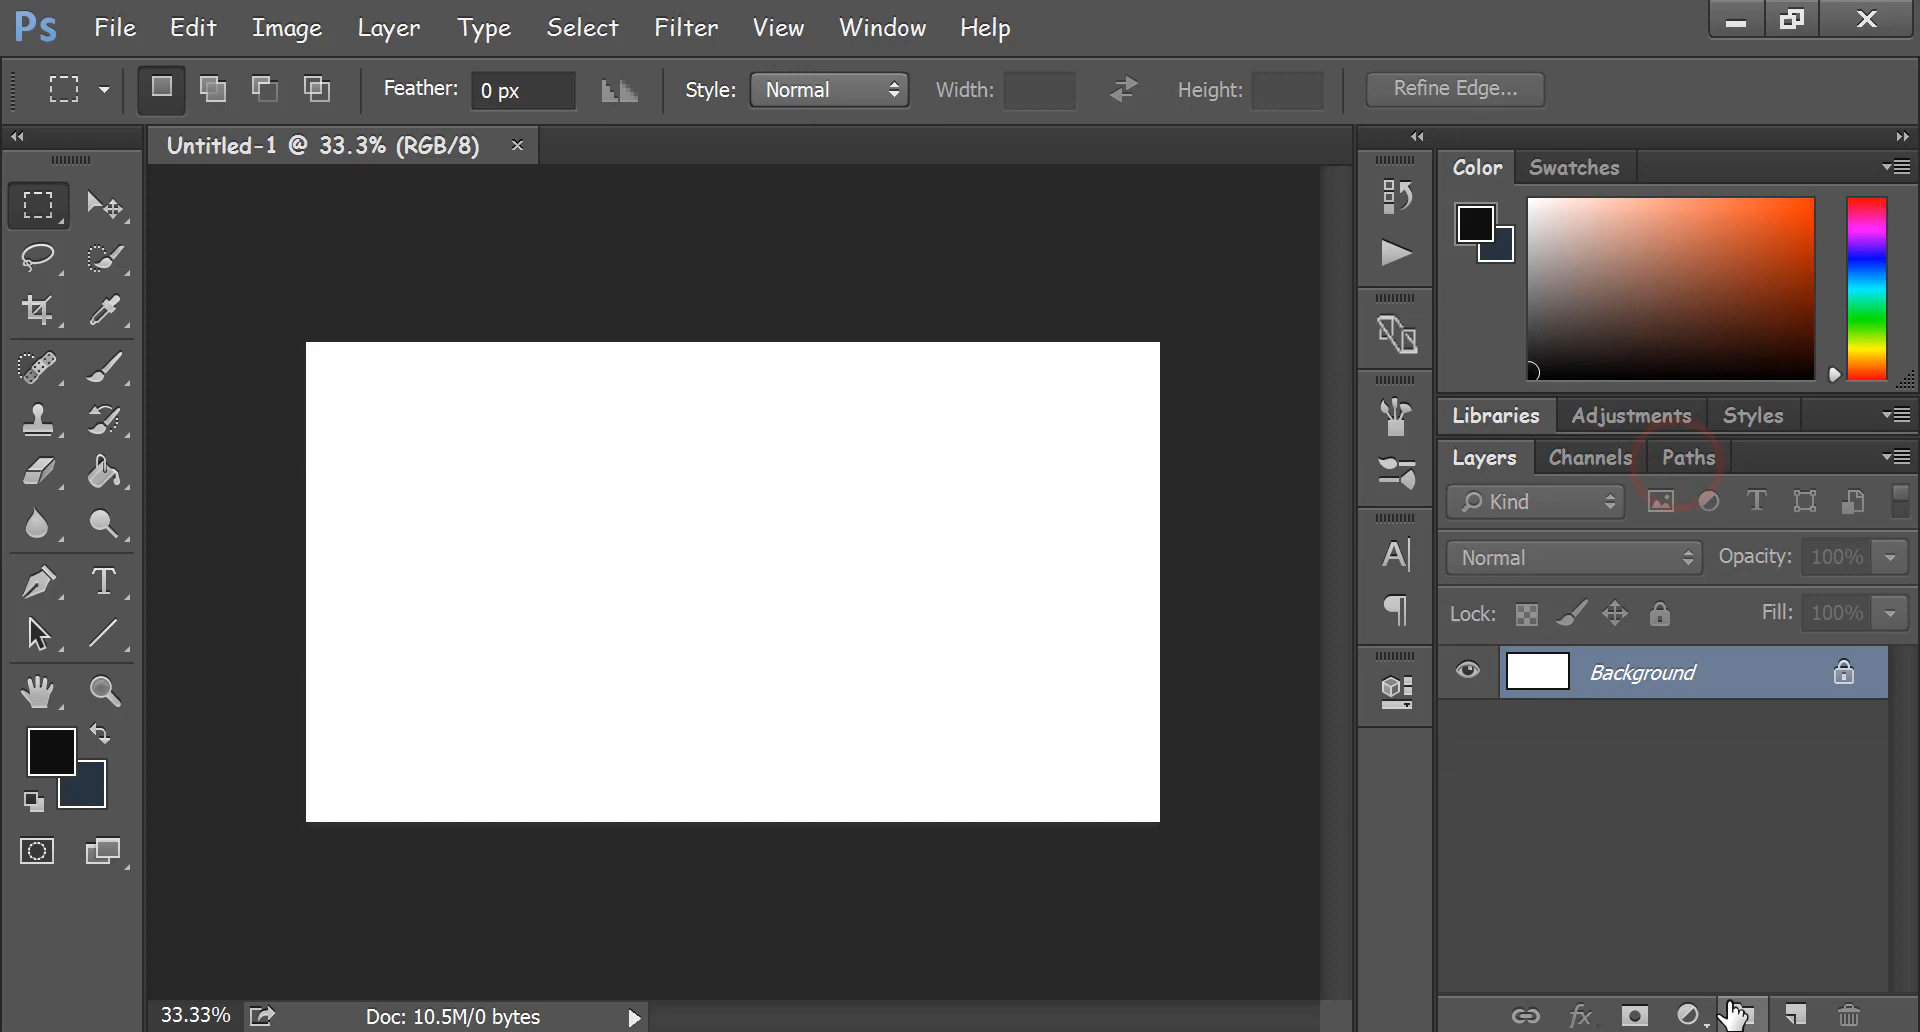 Ps File Edit Image Layer Type Select Filter View Window Help
Feather: 0 px Style: Normal Width: Height: Refine Edge...
Untitled-1 @ 33.3% (RGB/8) ×
Color Swatches
Libraries Adjustments Styles
Layers Channels Paths
Kind T
Normal Opacity: 100%
Lock: Fill: 100%
Background
A
T
fx
33.33% Doc: 10.5M/0 bytes